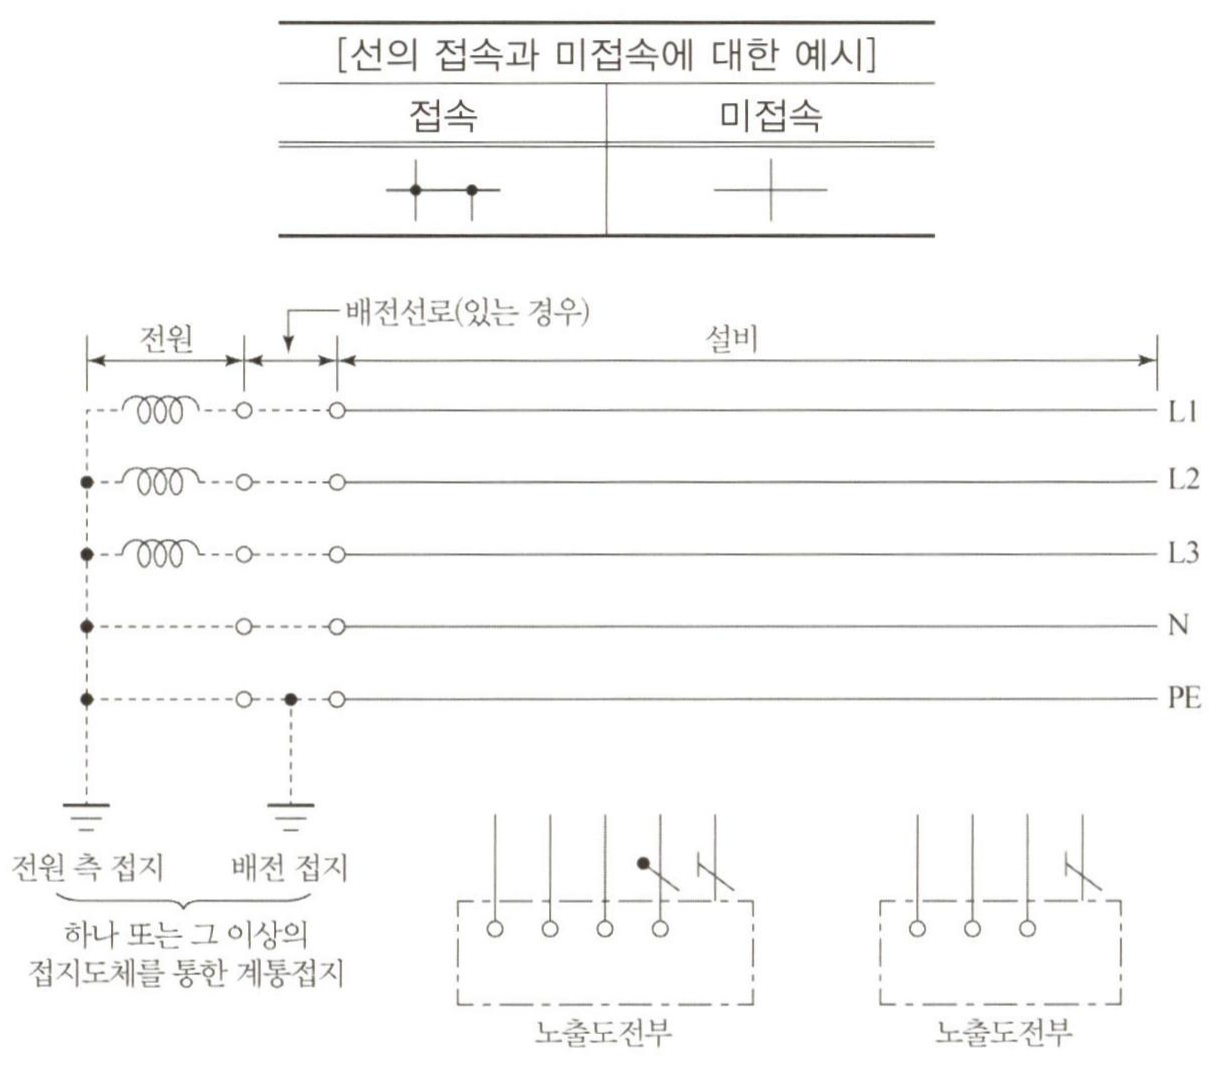 [선의 접속과 미접속에 대한 예시]
접속 미접속
배전선로(있는 경우)
전원 설비
L1
L2
L3
N
PE
전원 측 접지 배전 접지
하나 또는 그 이상의
접지도체를 통한 계통접지
노출도전부 노출도전부